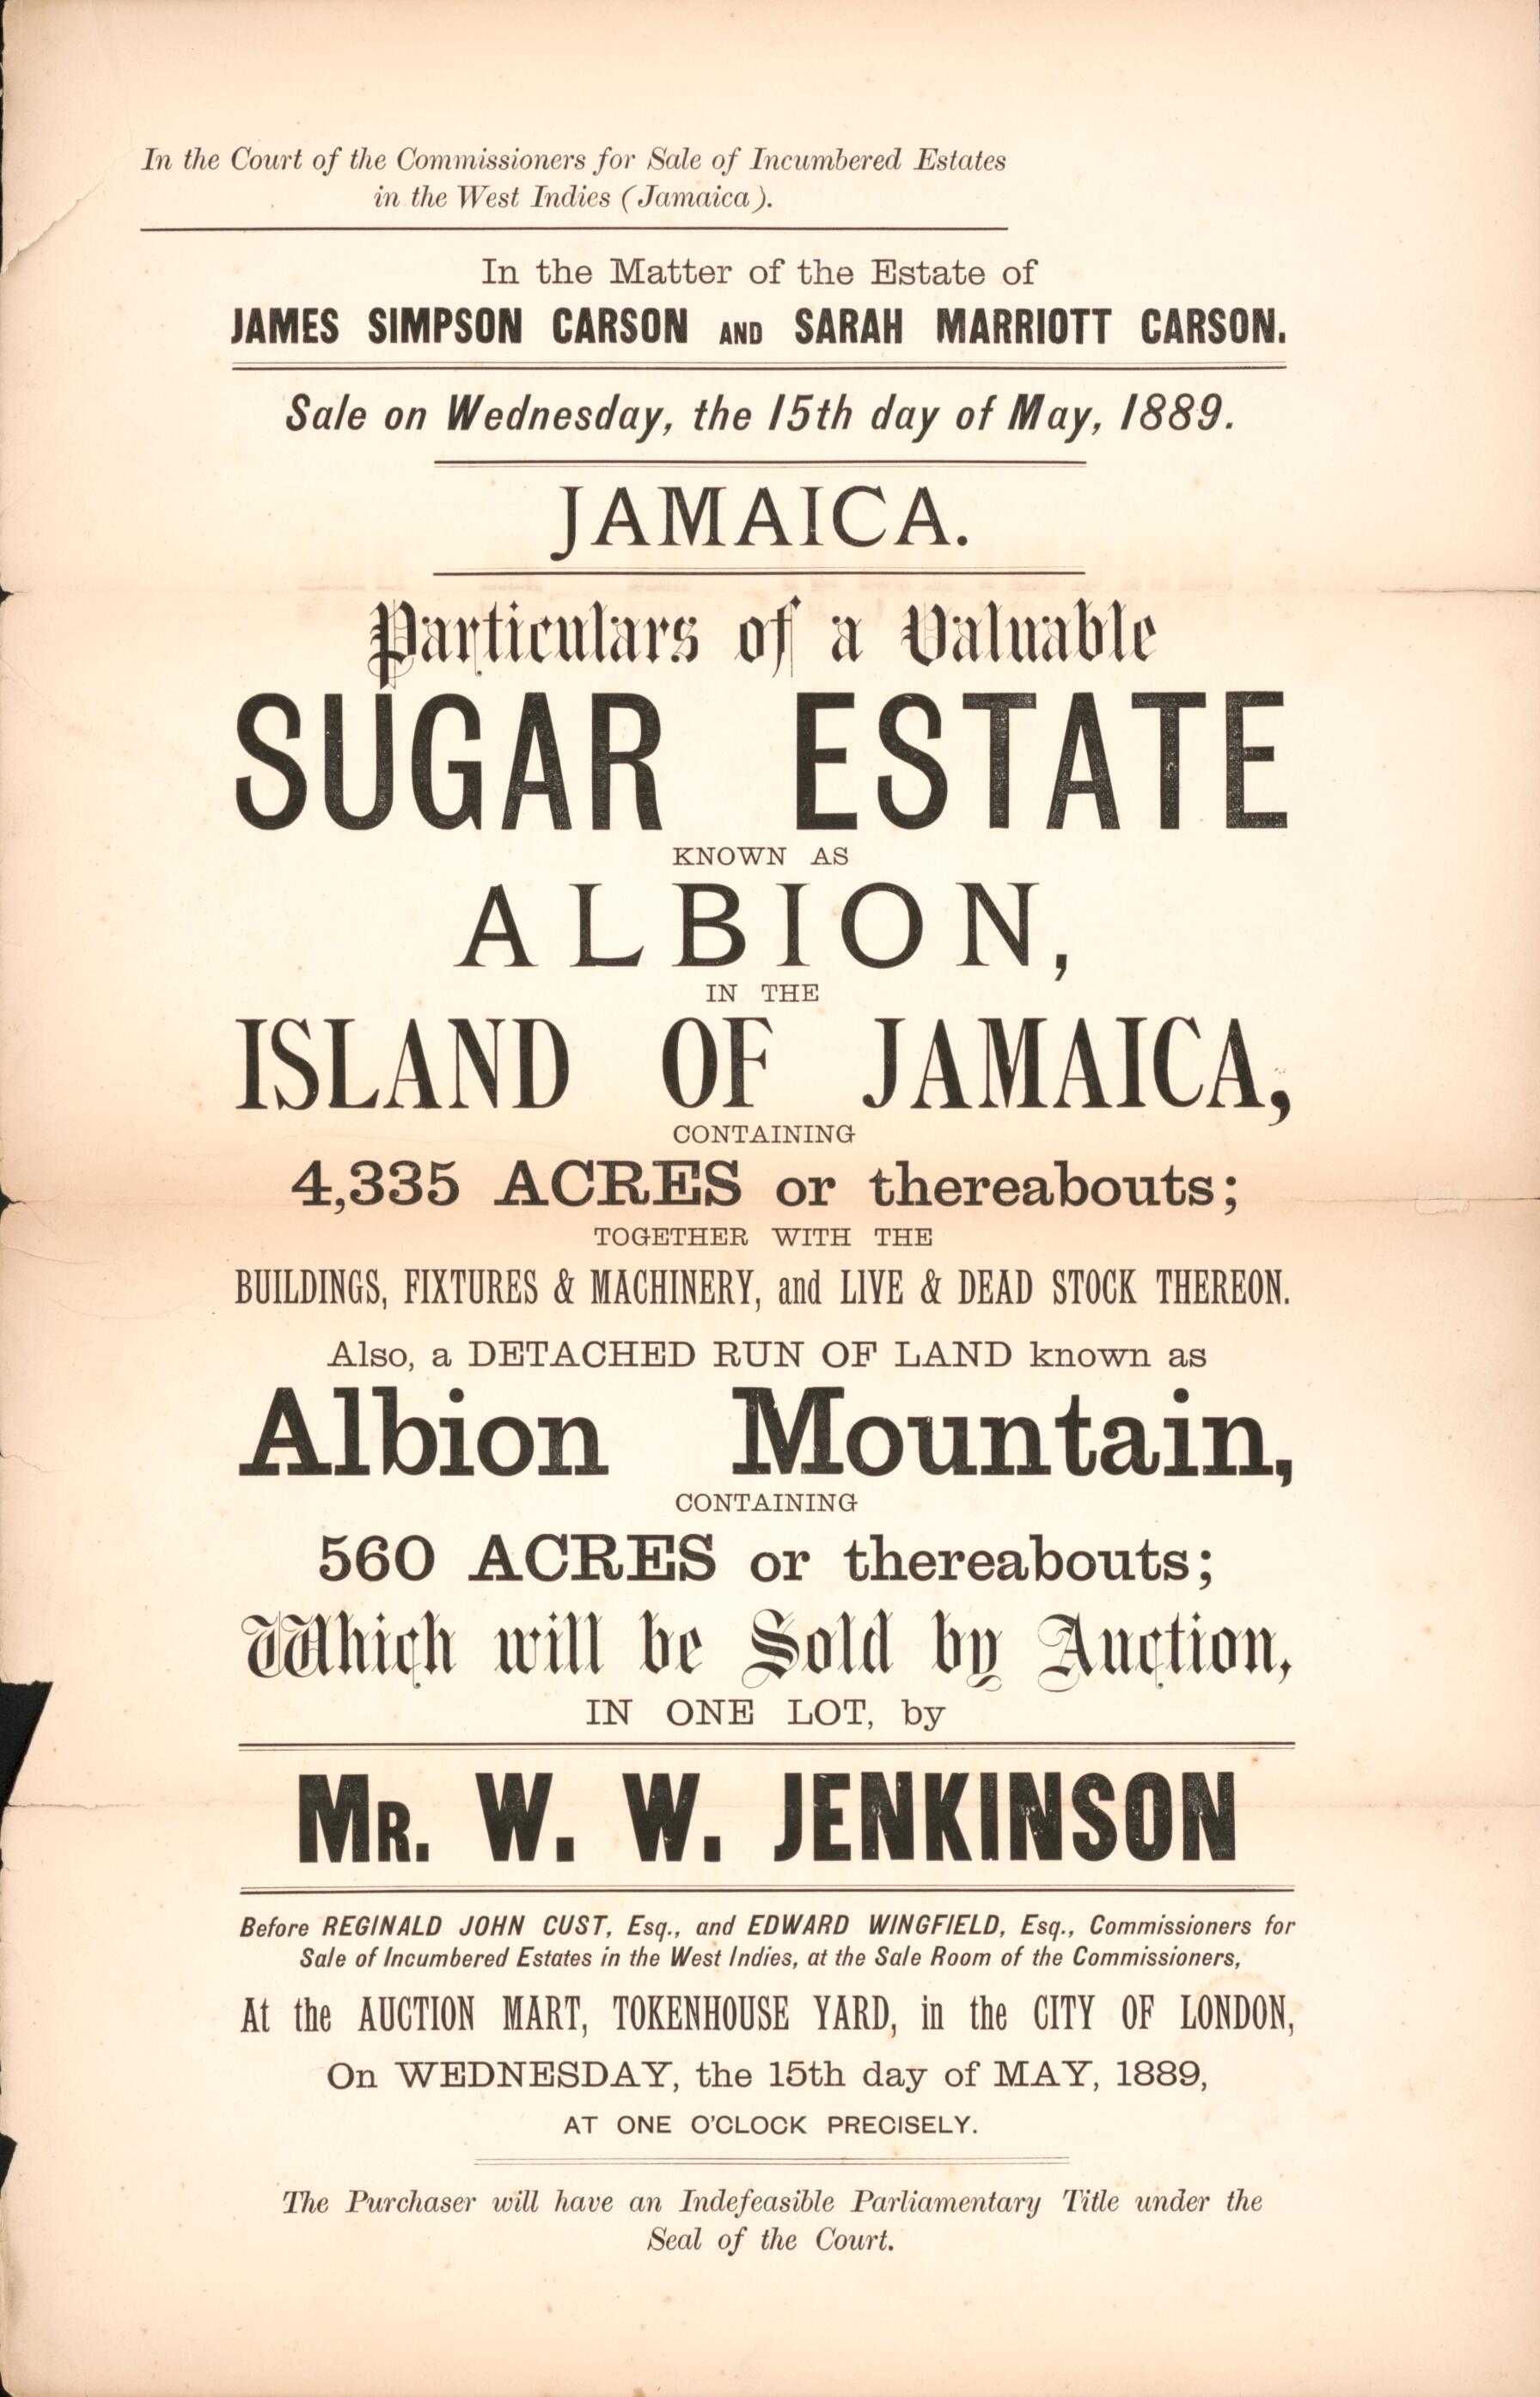 In the Court of the Commissioners for Sale of Incumbered Estates
in the West Indies (Jamaica).
In the Matter of the Estate of
JAMES SIMPSON CARSON AND SARAH MARRIOTT CARSON.
Sale on Wednesday, the 15th day of May, 1889.
JAMAICA.
Particulars of a Valuable
SUGAR ESTATE
KNOWN AS
ALBION,
IN THE
ISLAND OF JAMAICA,
CONTAINING
4,335 ACRES or thereabouts;
TOGETHER WITH THE
BUILDINGS, FIXTURES & MACHINERY, and LIVE & DEAD STOCK THEREON.
Also, a DETACHED RUN OF LAND known as
Albion Mountain,
CONTAINING
560 ACRES or thereabouts;
Which will be Sold by Auction,
IN ONE LOT, by
MR. W. W. JENKINSON
Before REGINALD JOHN CUST, Esq., and EDWARD WINGFIELD, Esq., Commissioners for
Sale of Incumbered Estates in the West Indies, at the Sale Room of the Commissioners,
At the AUCTION MART, TOKENHOUSE YARD, in the CITY OF LONDON,
On WEDNESDAY, the 15th day of MAY, 1889,
AT ONE O'CLOCK PRECISELY.
The Purchaser will have an Indefeasible Parliamentary Title under the
Seal of the Court.